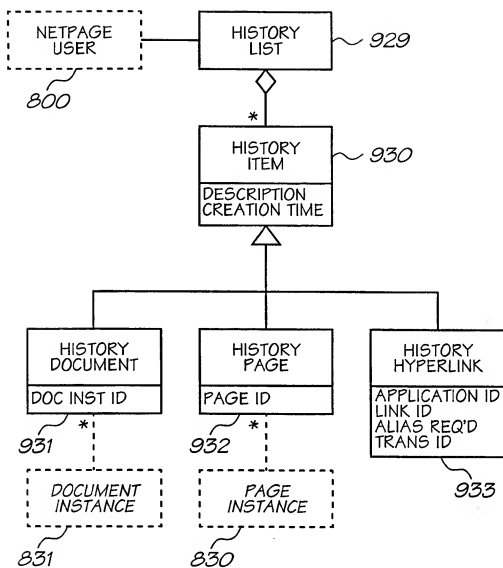 NETPAGE
USER
800
HISTORY
LIST
929
*
HISTORY
ITEM
930
DESCRIPTION
CREATION TIME
HISTORY
DOCUMENT
DOC INST ID
931
*
HISTORY
PAGE
PAGE ID
932
*
HISTORY
HYPERLINK
APPLICATION ID
LINK ID
ALIAS REQ'D
TRANS ID
933
DOCUMENT
INSTANCE
831
PAGE
INSTANCE
830